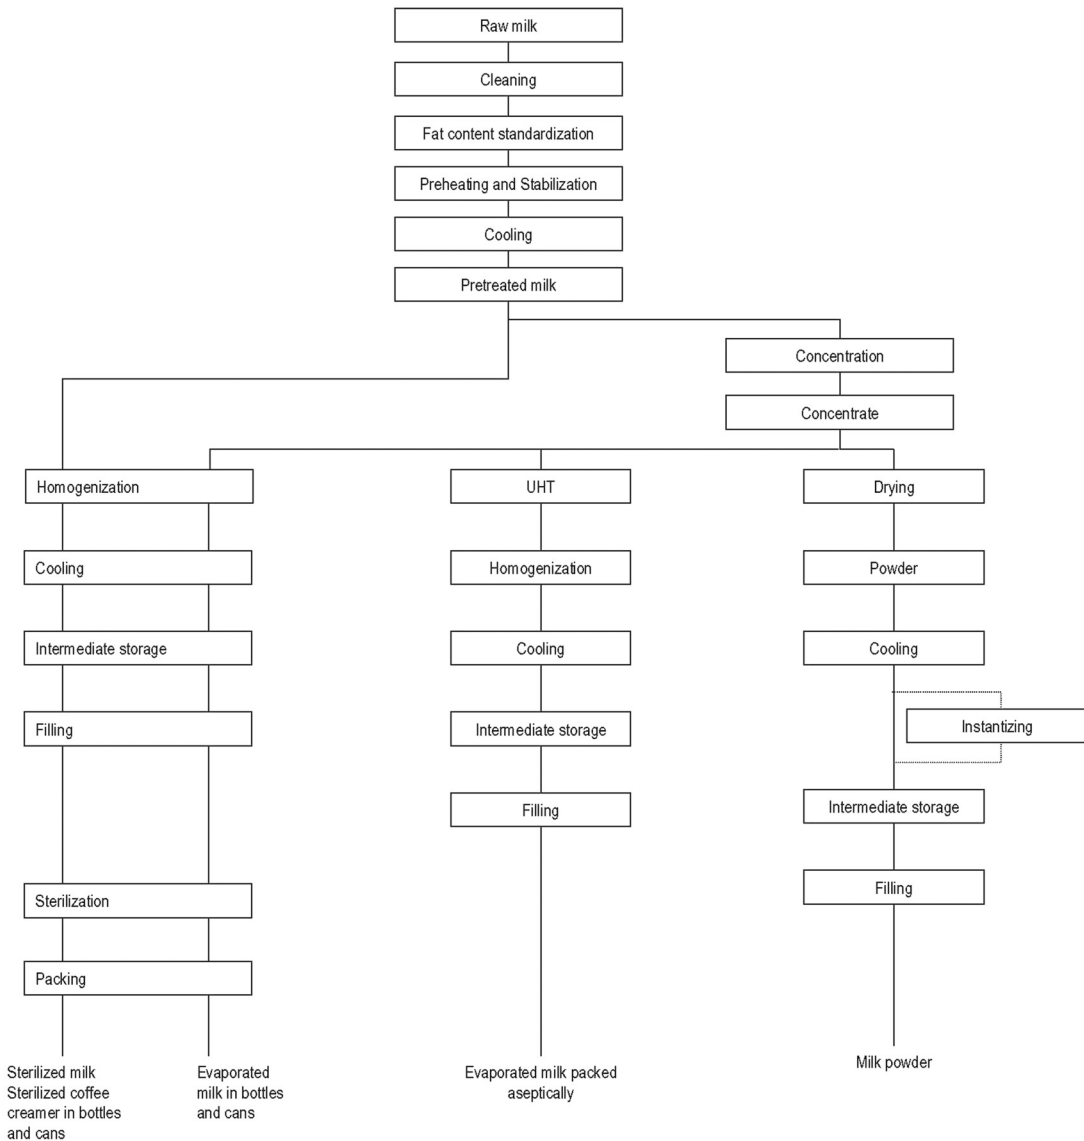 Raw milk
Cleaning
Fat content standardization
Preheating and Stabilization
Cooling
Pretreated milk
Concentration
Concentrate
Homogenization
UHT
Drying
Cooling
Homogenization
Powder
Intermediate storage
Cooling
Cooling
Filling
Intermediate storage
Instantizing
Filling
Intermediate storage
Sterilization
Filling
Packing
Sterilized milk
Sterilized coffee
creamer in bottles
and cans
Evaporated
milk in bottles
and cans
Evaporated milk packed
aseptically
Milk powder